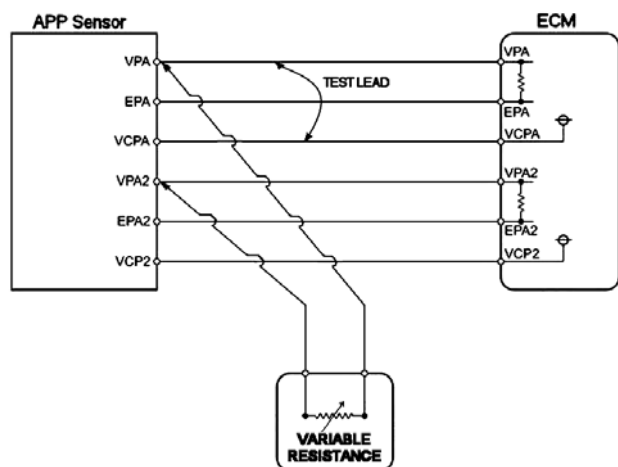 APP Sensor
ECM
VPA
VPA
TEST LEAD
EPA
EPA
VCPA
VCPA
VPA2
VPA2
EPA2
EPA2
VCP2
VCP2
VARIABLE
RESISTANCE